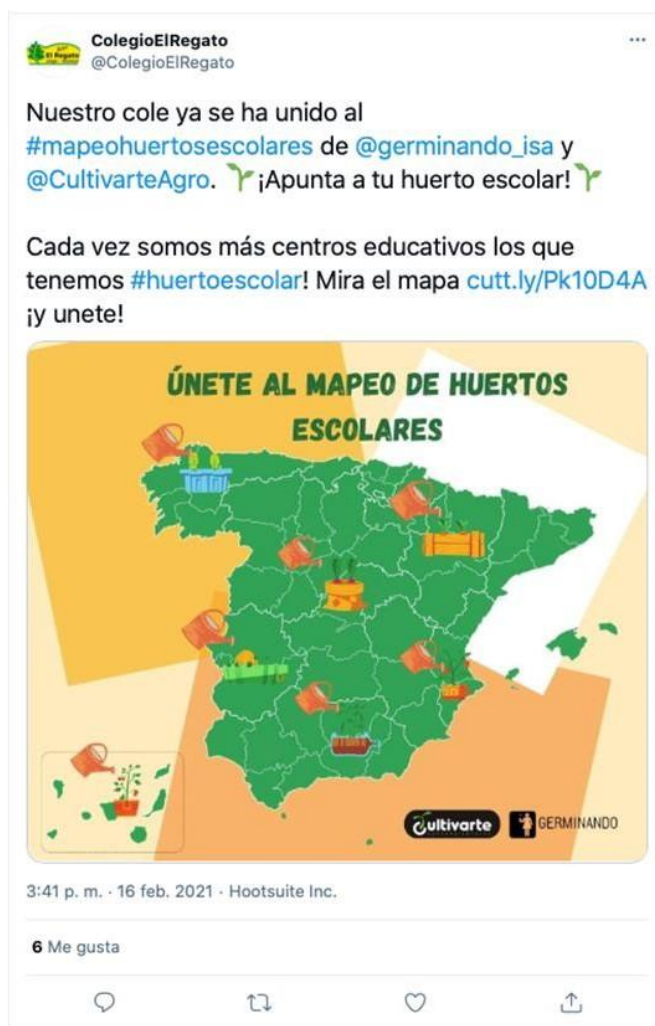 ColegioElRegato
@ColegioElRegato
El Regato
Nuestro cole ya se ha unido al
#mapeohuertosescolares de @germinando_isa y
@CultivarteAgro. 🌱¡Apunta a tu huerto escolar!🌱
Cada vez somos más centros educativos los que
tenemos #huertoescolar! Mira el mapa cutt.ly/Pk10D4A
¡y unete!
ÚNETE AL MAPEO DE HUERTOS
ESCOLARES
Cultivarte
GERMINANDO
3:41 p. m. · 16 feb. 2021 · Hootsuite Inc.
6 Me gusta